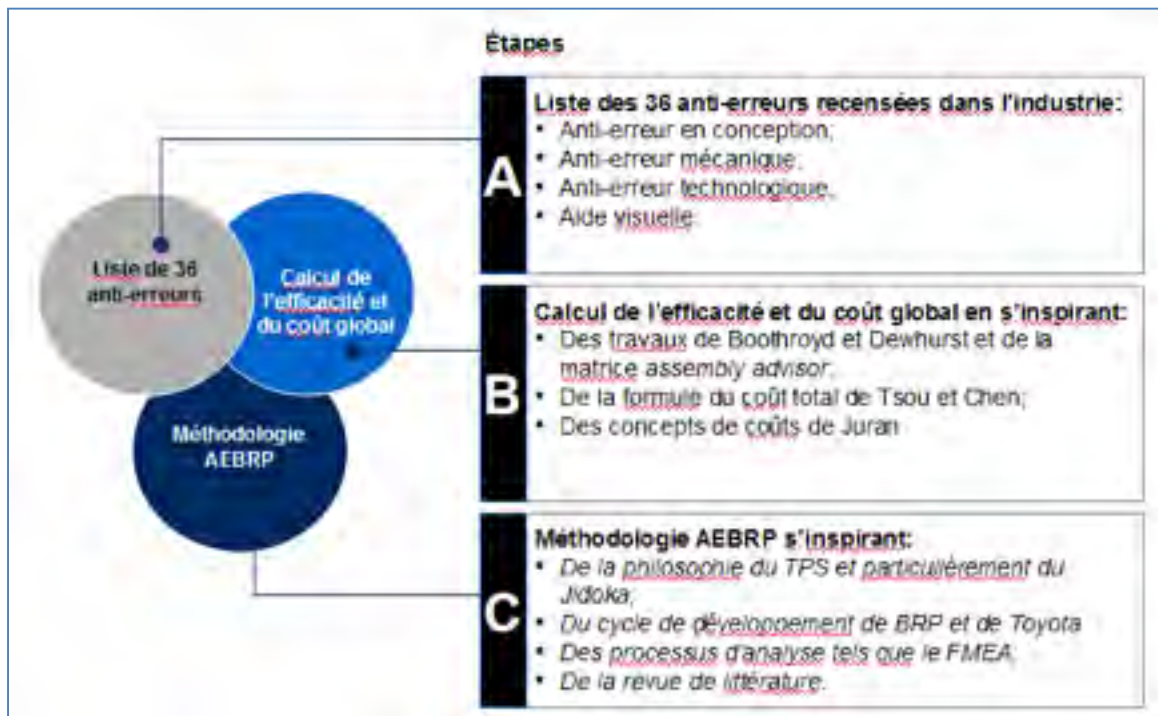 Étapes
Liste de 36
anti-erreurs
Calcul de
l'efficacité et
du coût global
Méthodologie
AEBRP
A
Liste des 36 anti-erreurs recensées dans l'industrie:
• Anti-erreur en conception;
• Anti-erreur mécanique;
• Anti-erreur technologique.
• Aide visuelle.
B
Calcul de l'efficacité et du coût global en s'inspirant:
• Des travaux de Boothroyd et Dewhurst et de la
matrice assembly advisor;
• De la formule du coût total de Tsou et Chen;
• Des concepts de coûts de Juran
C
Méthodologie AEBRP s'inspirant:
• De la philosophie du TPS et particulièrement du
Jidoka;
• Du cycle de développement de BRP et de Toyota
• Des processus d'analyse tels que le FMEA;
• De la revue de littérature.